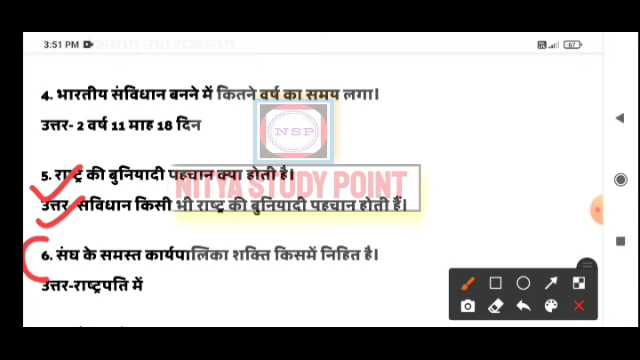 3:51 PM
67
4. भारतीय संविधान बनने में कितने वर्ष का समय लगा।
उत्तर- 2 वर्ष 11 माह 18 दिन
NSP
5. राष्ट्र की बुनियादी पहचान क्या होती है।
NITYA STUDY POINT
उत्तर- संविधान किसी भी राष्ट्र की बुनियादी पहचान होती हैं।
6. संघ के समस्त कार्यपालिका शक्ति किसमें निहित है।
उत्तर-राष्ट्रपति में